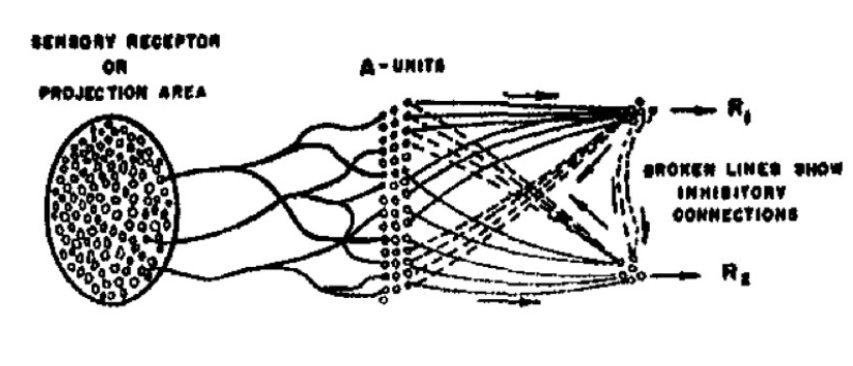 SENSORY RECEPTOR
OR
PROJECTION AREA
A-UNITS
R₁
BROKEN LINES SHOW
INHIBITORY
CONNECTIONS
R₂